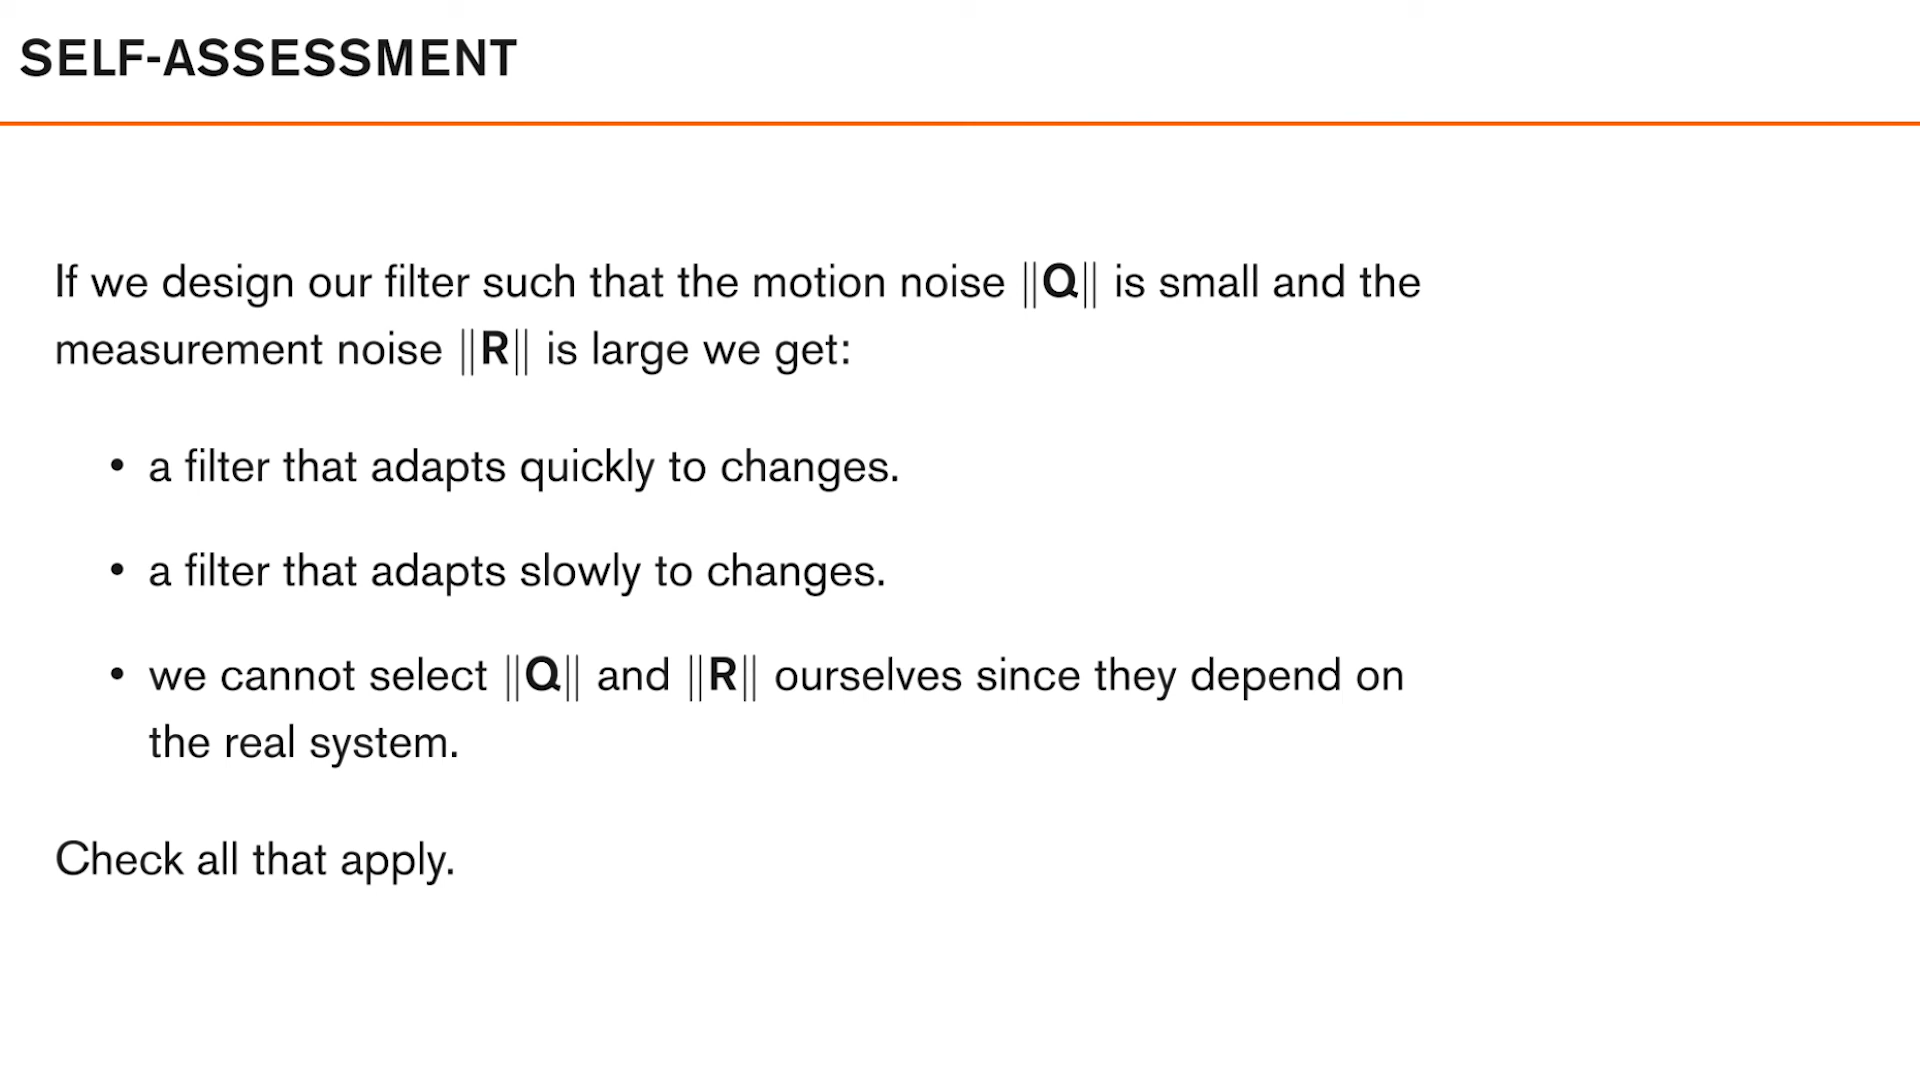 SELF-ASSESSMENT
If we design our filter such that the motion noise ‖Q‖ is small and the
measurement noise ‖R‖ is large we get:
• a filter that adapts quickly to changes.
• a filter that adapts slowly to changes.
• we cannot select ‖Q‖ and ‖R‖ ourselves since they depend on
the real system.
Check all that apply.